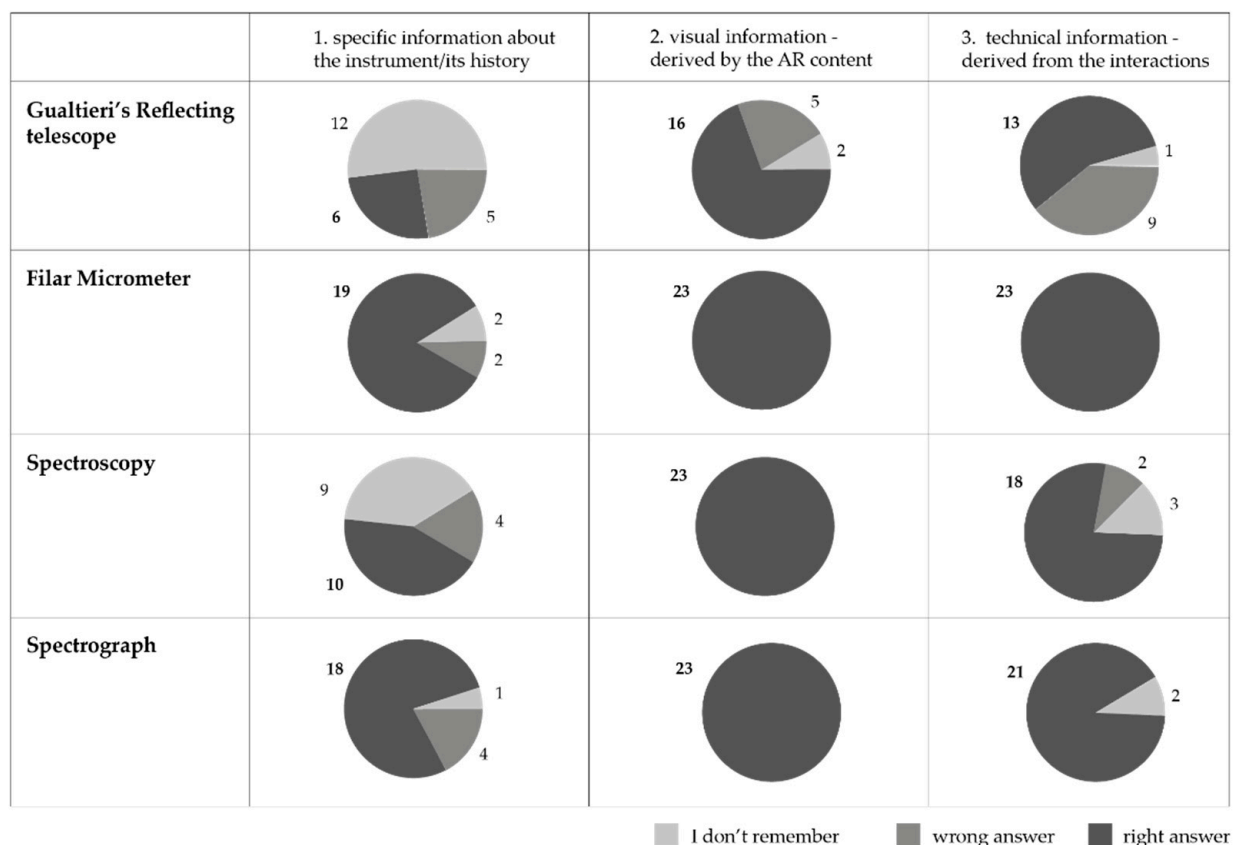 1. specific information about
the instrument/its history
2. visual information -
derived by the AR content
3. technical information -
derived from the interactions
Gualtieri's Reflecting
telescope
12
6
5
16
5
2
13
1
9
Filar Micrometer
19
2
2
23
23
Spectroscopy
9
4
10
23
18
2
3
Spectrograph
18
1
4
23
21
2
I don't remember
wrong answer
right answer